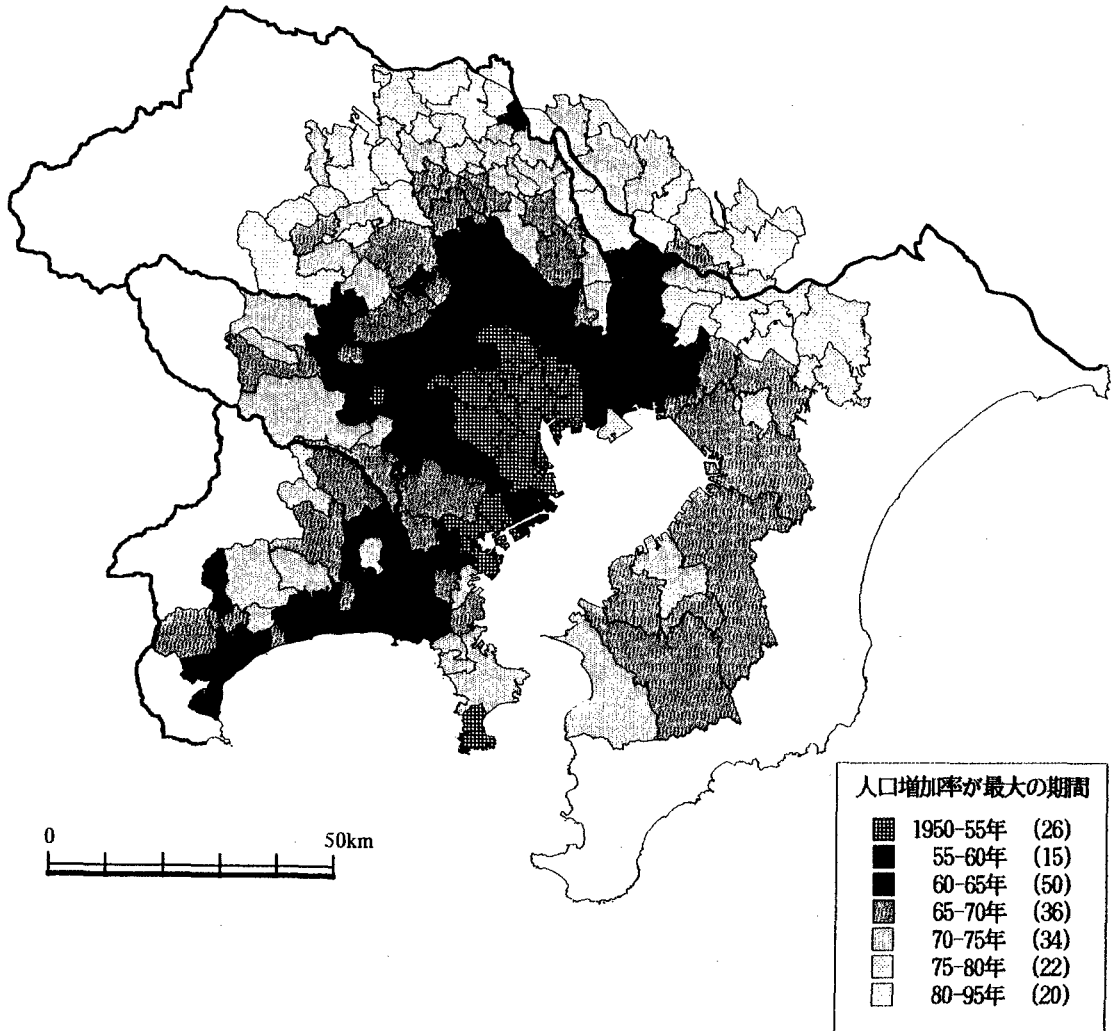 0 50km
人口増加率が最大の期間
1950-55年 (26)
55-60年 (15)
60-65年 (50)
65-70年 (36)
70-75年 (34)
75-80年 (22)
80-95年 (20)